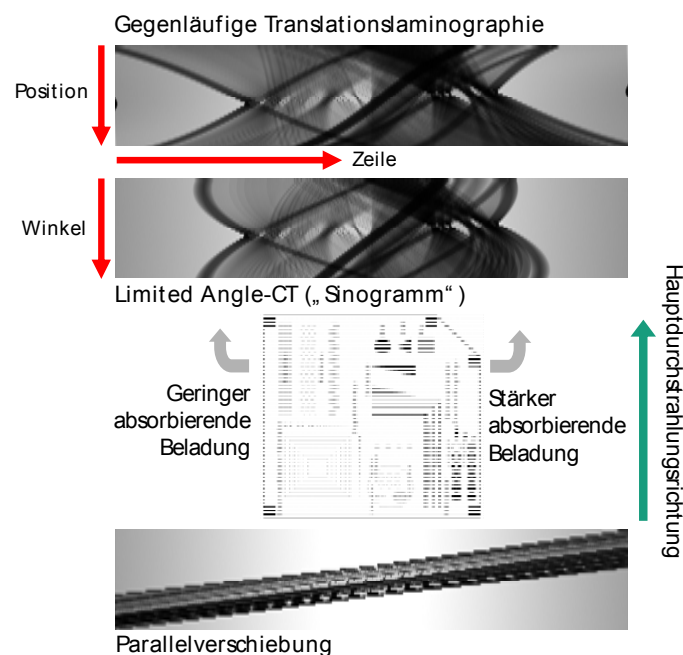 Gegenläufige Translationslaminographie
Position
Zeile
Winkel
Limited Angle-CT („Sinogramm“)
Geringer
absorbierende
Beladung
Stärker
absorbierende
Beladung
Hauptdurchstrahlungsrichtung
Parallelverschiebung